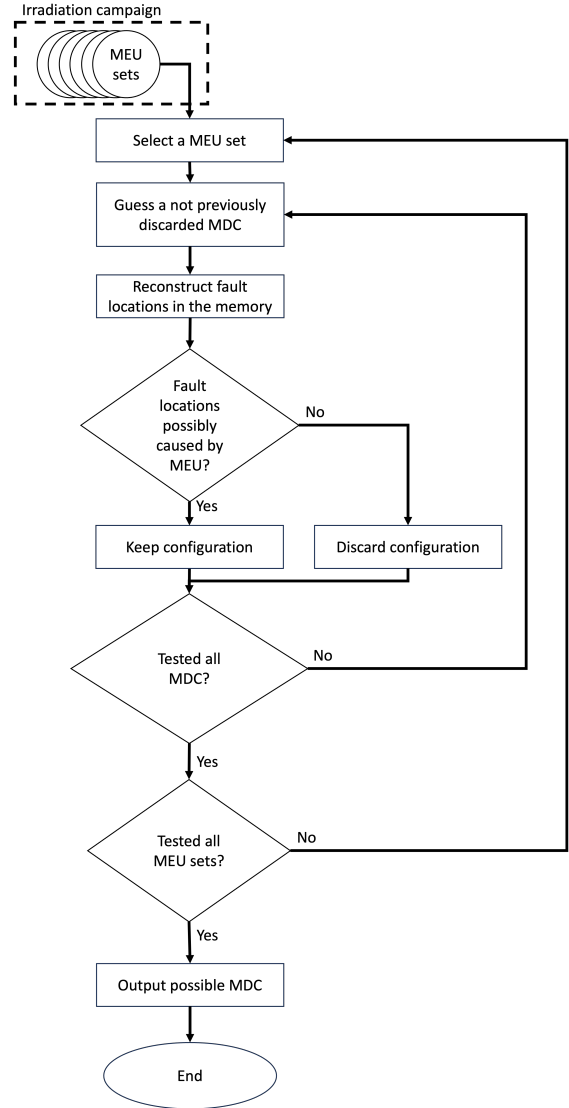 Irradiation campaign
MEU
sets
Select a MEU set
Guess a not previously
discarded MDC
Reconstruct fault
locations in the memory
Fault
locations
possibly
caused by
MEU?
No
Yes
Keep configuration
Discard configuration
Tested all
MDC?
No
Yes
Tested all
MEU sets?
No
Yes
Output possible MDC
End